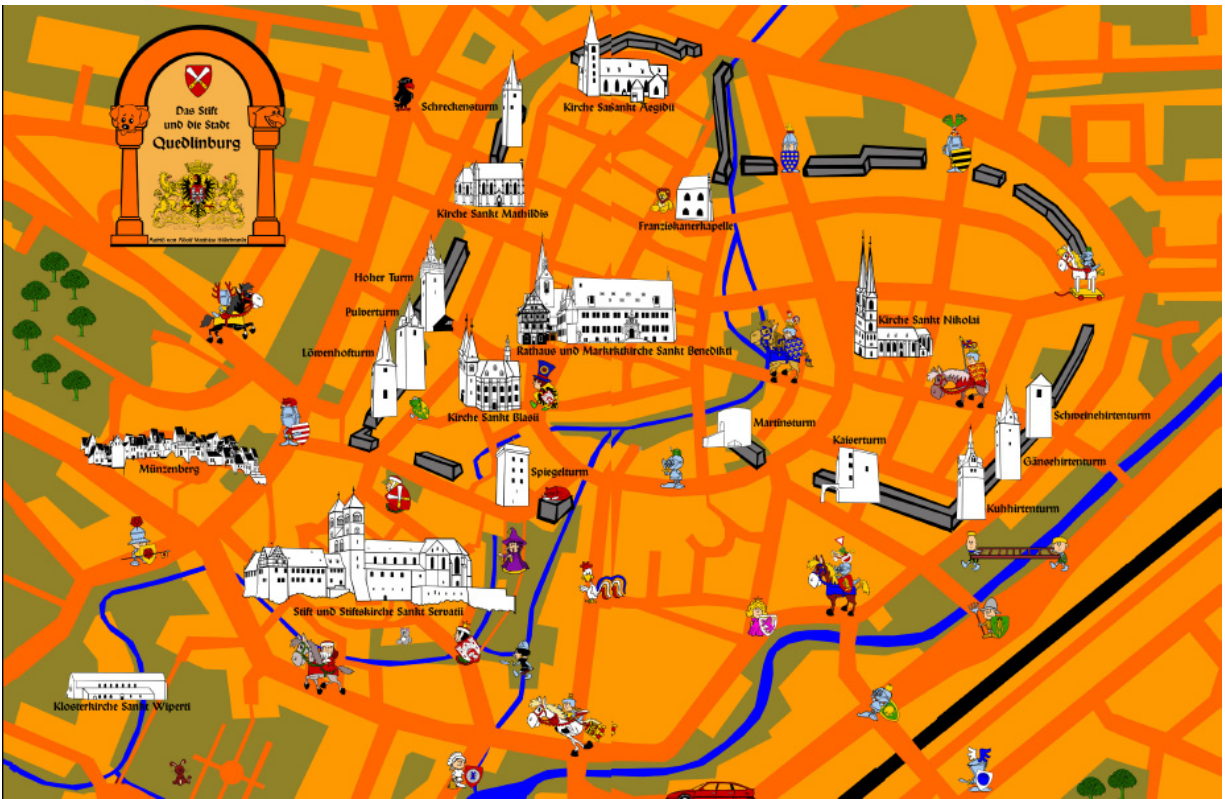 Das Stift
und die Stadt
Quedlinburg
Schreckensturm
Kirche Sasankt Aegidii
Kirche Sankt Mathildis
Franziskanerkapelle
Hoher Turm
Pulverturm
Löwenhofturm
Rathaus und Markrktkirche Sankt Benedikti
Kirche Sankt Nikolai
Kirche Sankt Blasii
Martinsturm
Schweinehirtenturm
Kaiserturm
Gänsehirtenturm
Münzenberg
Spiegelturm
Kuhhirtenturm
Stift und Stiftskirche Sankt Servatii
Klosterkirche Sankt Wiperti